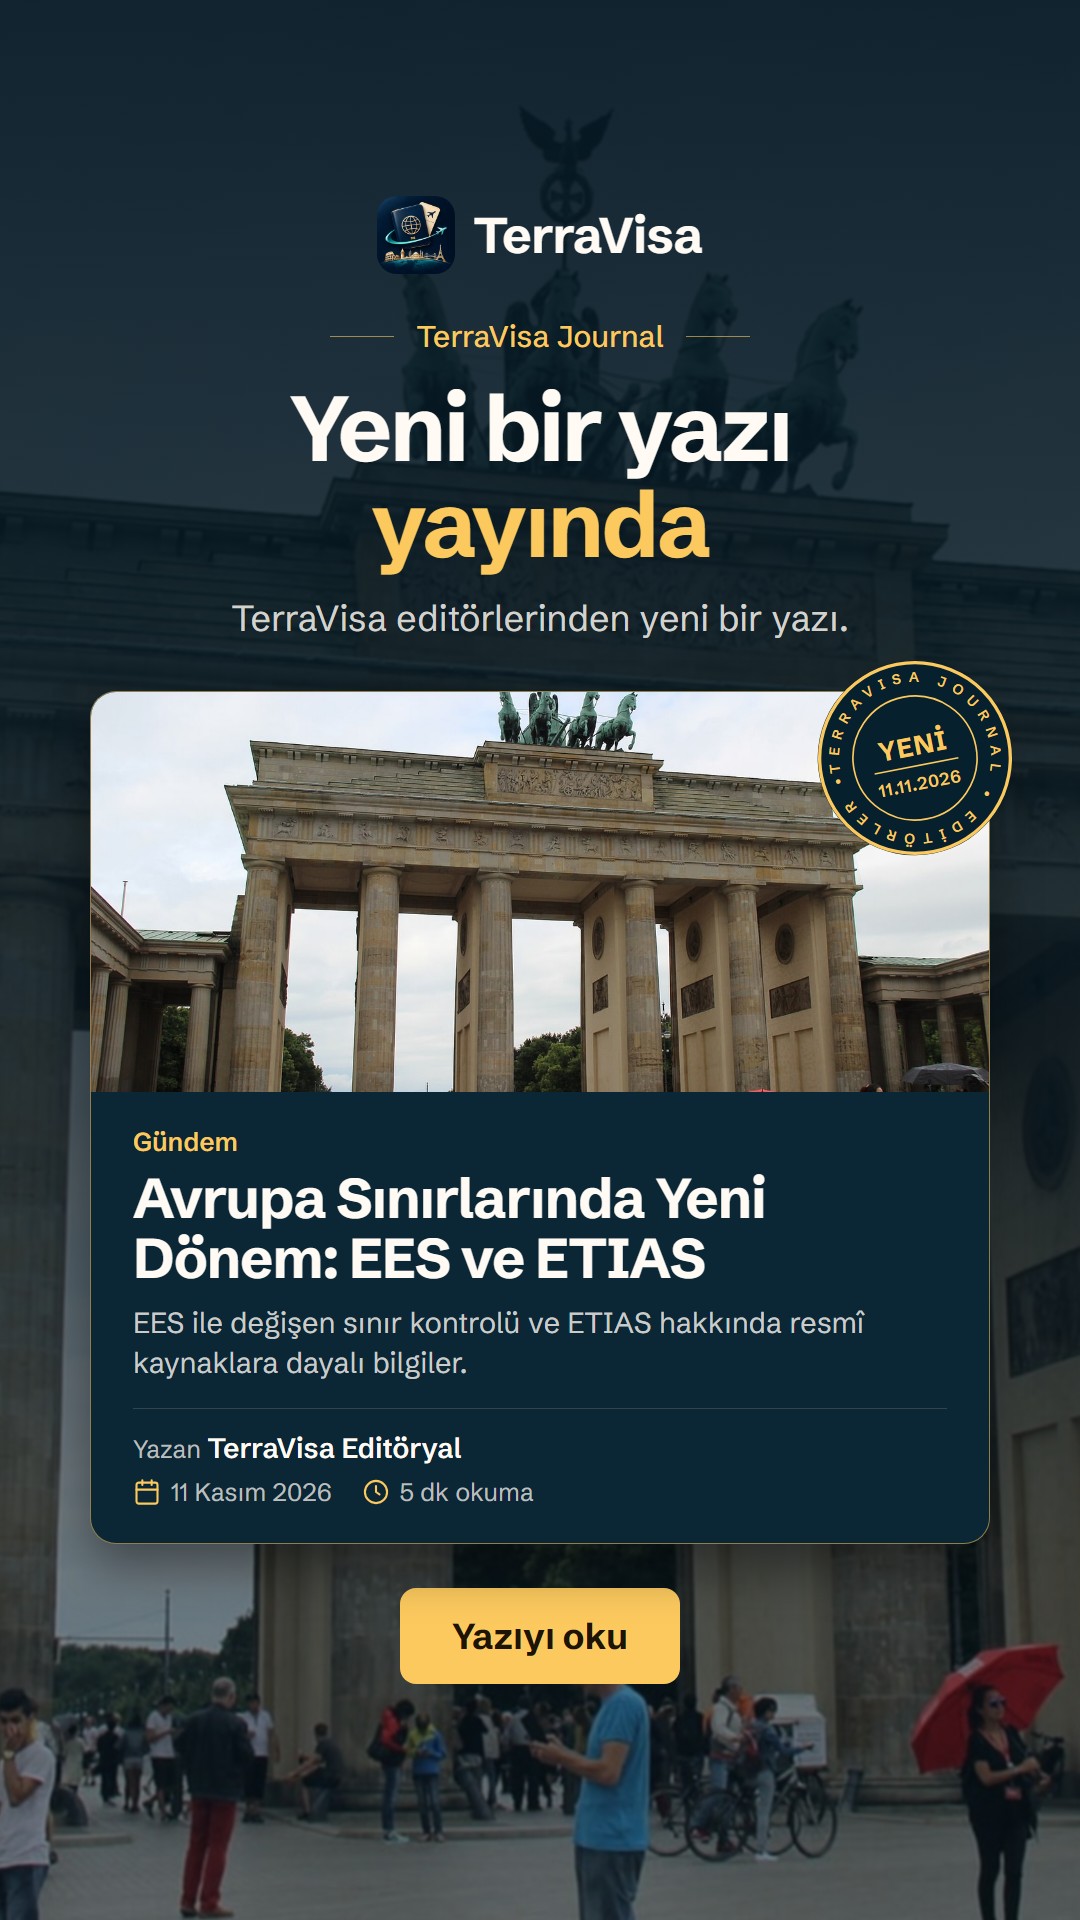 TerraVisa
TerraVisa Journal
Yeni bir yazı
yayında
TerraVisa editörlerinden yeni bir yazı.
TERRAVISA JOURNAL • EDİTÖRLER •
YENİ
11.11.2026
Gündem
Avrupa Sınırlarında Yeni
Dönem: EES ve ETIAS
EES ile değişen sınır kontrolü ve ETIAS hakkında resmî
kaynaklara dayalı bilgiler.
Yazan TerraVisa Editöryal
11 Kasım 2026 5 dk okuma
Yazıyı oku